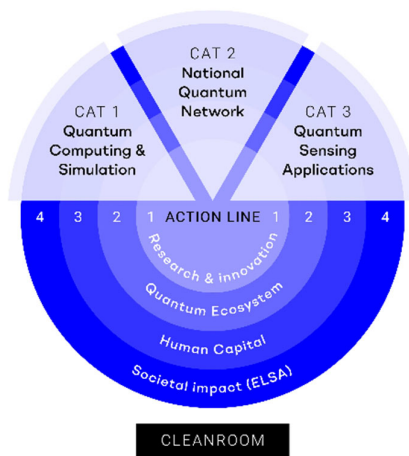 CAT 2
National
Quantum
Network
CAT 1
Quantum
Computing &
Simulation
CAT 3
Quantum
Sensing
Applications
4 3 2 1 ACTION LINE 1 2 3 4
Research & innovation
Quantum Ecosystem
Human Capital
Societal impact (ELSA)
CLEANROOM